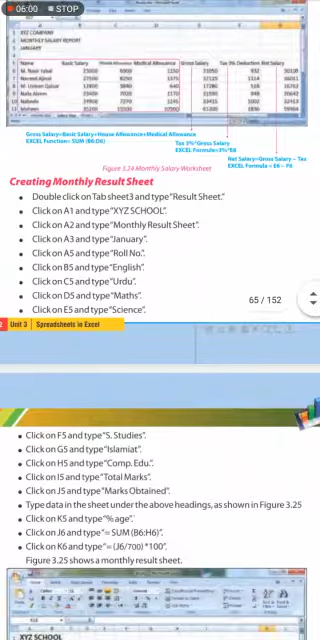 06:00 STOP
XYZ COMPANY
MONTHLY SALARY REPORT
JANUARY
Name Basic Salary House Allowance Medical Allowance Gross Salary Tax 3% Deduction Net Salary
M. Nasir Iqbal
Naveed Ajmal
M. Usman Qaisar
Naila Aleem
Nabeela
Gross Salary=Basic Salary+House Allowance+Medical Allowance
EXCEL Function= SUM (B6:D6)
Tax 3%*Gross Salary
EXCEL Formula=3%*E6
Net Salary=Gross Salary – Tax
EXCEL Formula = E6 – F6
Figure 3.24 Monthly Salary Worksheet
Creating Monthly Result Sheet
● Double click on Tab sheet3 and type “Result Sheet.”
● Click on A1 and type “XYZ SCHOOL”.
● Click on A2 and type “Monthly Result Sheet”.
● Click on A3 and type “January”.
● Click on A5 and type “Roll No.”.
● Click on B5 and type “English”.
● Click on C5 and type “Urdu”.
● Click on D5 and type “Maths”.
● Click on E5 and type “Science”.
65 / 152
2 Unit 3 Spreadsheets in Excel
● Click on F5 and type “S. Studies”.
● Click on G5 and type “Islamiat”.
● Click on H5 and type “Comp. Edu.”.
● Click on I5 and type “Total Marks”.
● Click on J5 and type “Marks Obtained”.
● Type data in the sheet under the above headings, as shown in Figure 3.25
● Click on K5 and type “% age”.
● Click on J6 and type “= SUM (B6:H6)”.
● Click on K6 and type “= (J6/700) *100”.
Figure 3.25 shows a monthly result sheet.
XYZ SCHOOL